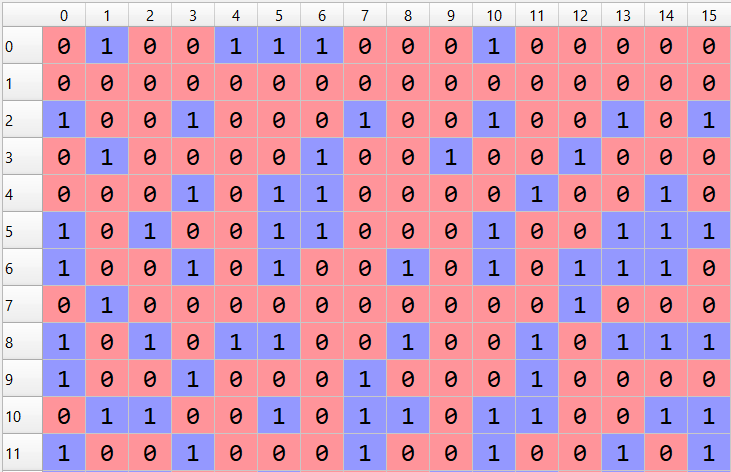 0 1 2 3 4 5 6 7 8 9 10 11 12 13 14 15
0 0 1 0 0 1 1 1 0 0 0 1 0 0 0 0 0
1 0 0 0 0 0 0 0 0 0 0 0 0 0 0 0 0
2 1 0 0 1 0 0 0 1 0 0 1 0 0 1 0 1
3 0 1 0 0 0 0 1 0 0 1 0 0 1 0 0 0
4 0 0 0 1 0 1 1 0 0 0 0 1 0 0 1 0
5 1 0 1 0 0 1 1 0 0 0 1 0 0 1 1 1
6 1 0 0 1 0 1 0 0 1 0 1 0 1 1 1 0
7 0 1 0 0 0 0 0 0 0 0 0 0 1 0 0 0
8 1 0 1 0 1 1 0 0 1 0 0 1 0 1 1 1
9 1 0 0 1 0 0 0 1 0 0 0 1 0 0 0 0
10 0 1 1 0 0 1 0 1 1 0 1 1 0 0 1 1
11 1 0 0 1 0 0 0 1 0 0 1 0 0 1 0 1